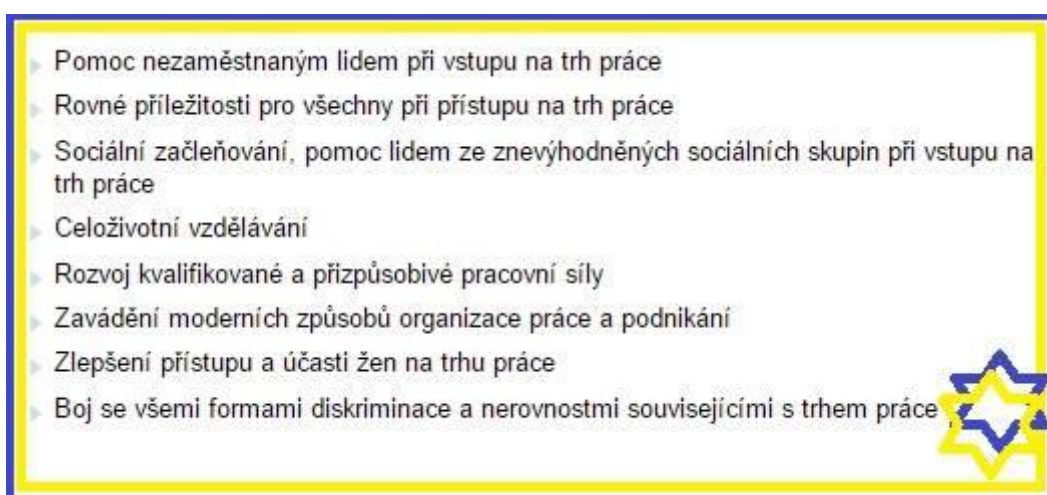 Pomoc nezaměstnaným lidem při vstupu na trh práce
Rovné příležitosti pro všechny při přístupu na trh práce
Sociální začleňování, pomoc lidem ze znevýhodněných sociálních skupin při vstupu na
trh práce
Celoživotní vzdělávání
Rozvoj kvalifikované a přizpůsobivé pracovní síly
Zavádění moderních způsobů organizace práce a podnikání
Zlepšení přístupu a účasti žen na trhu práce
Boj se všemi formami diskriminace a nerovnostmi souvisejícími s trhem práce